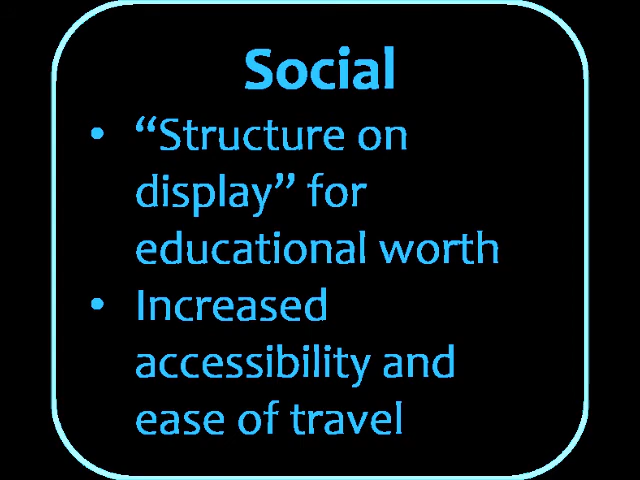 Social
• “Structure on
display” for
educational worth
• Increased
accessibility and
ease of travel